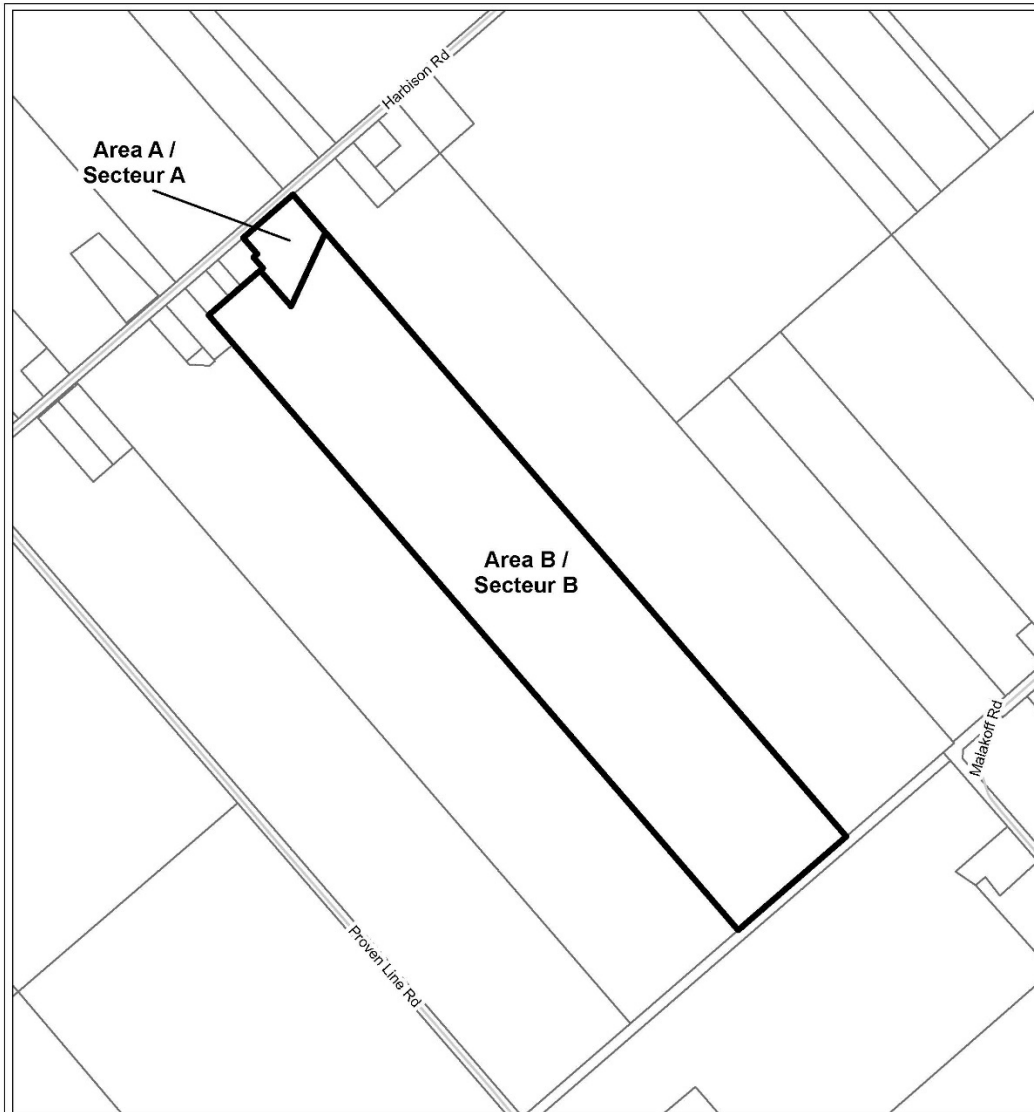 Harbison Rd
Area A /
Secteur A
Area B /
Secteur B
Malakoff Rd
Proven Line Rd